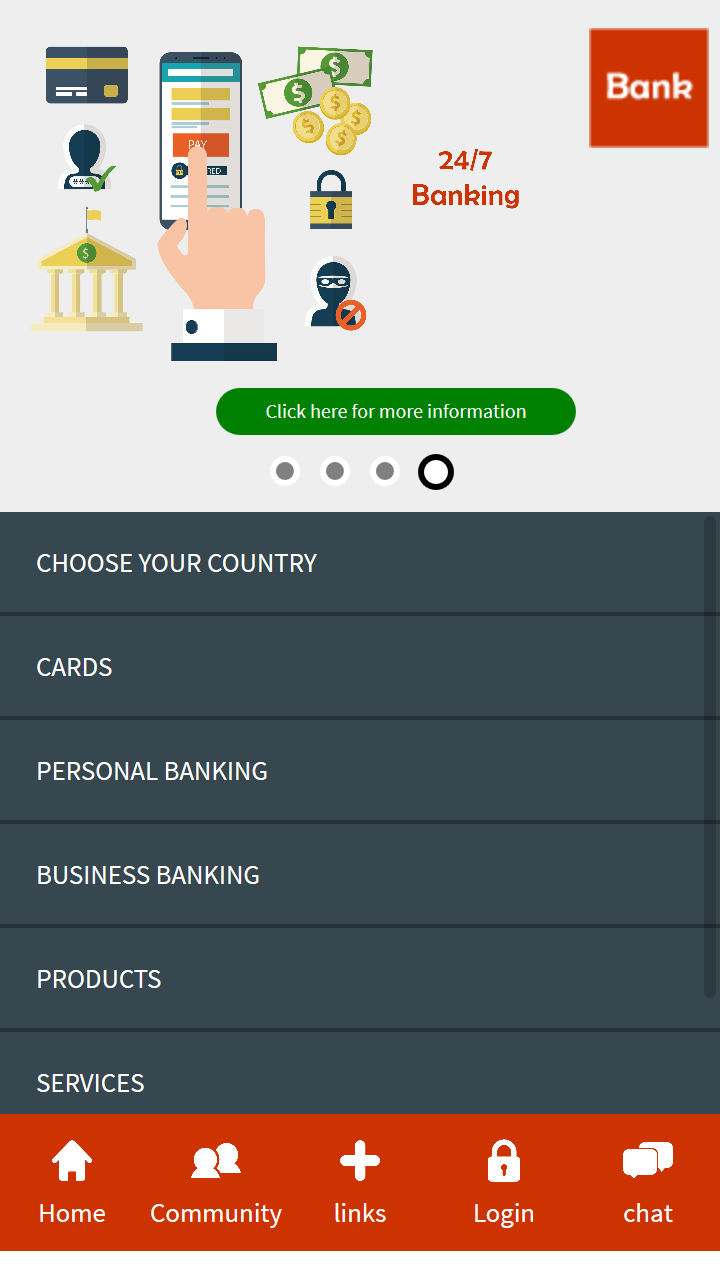 Bank
PAY
24/7
Banking
Click here for more information
CHOOSE YOUR COUNTRY
CARDS
PERSONAL BANKING
BUSINESS BANKING
PRODUCTS
SERVICES
Home
Community
links
Login
chat